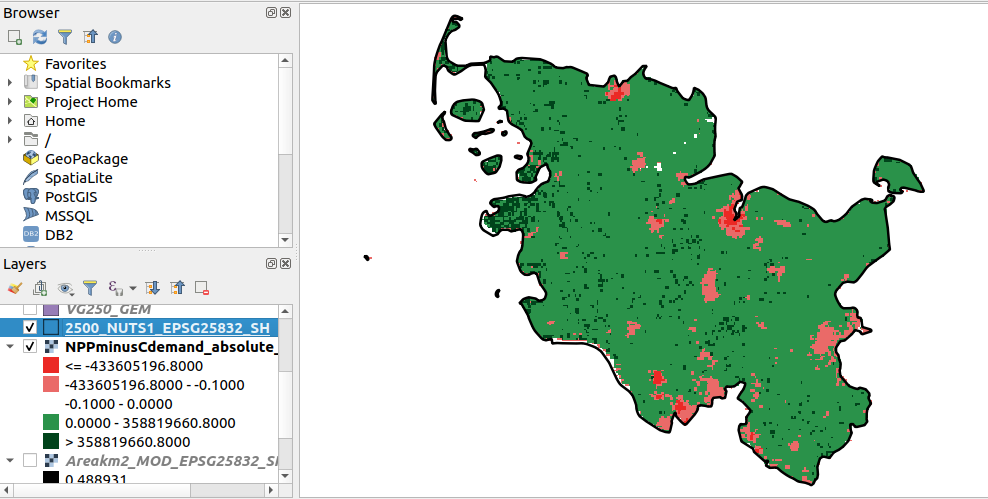 Browser
Favorites
Spatial Bookmarks
Project Home
Home
/
GeoPackage
SpatiaLite
PostGIS
MSSQL
DB2
Layers
VG250_GEM
2500_NUTS1_EPSG25832_SH
NPPminusCdemand_absolute_
<= -433605196.8000
-433605196.8000 - -0.1000
-0.1000 - 0.0000
0.0000 - 358819660.8000
> 358819660.8000
Areakm2_MOD_EPSG25832_SH
0.488931